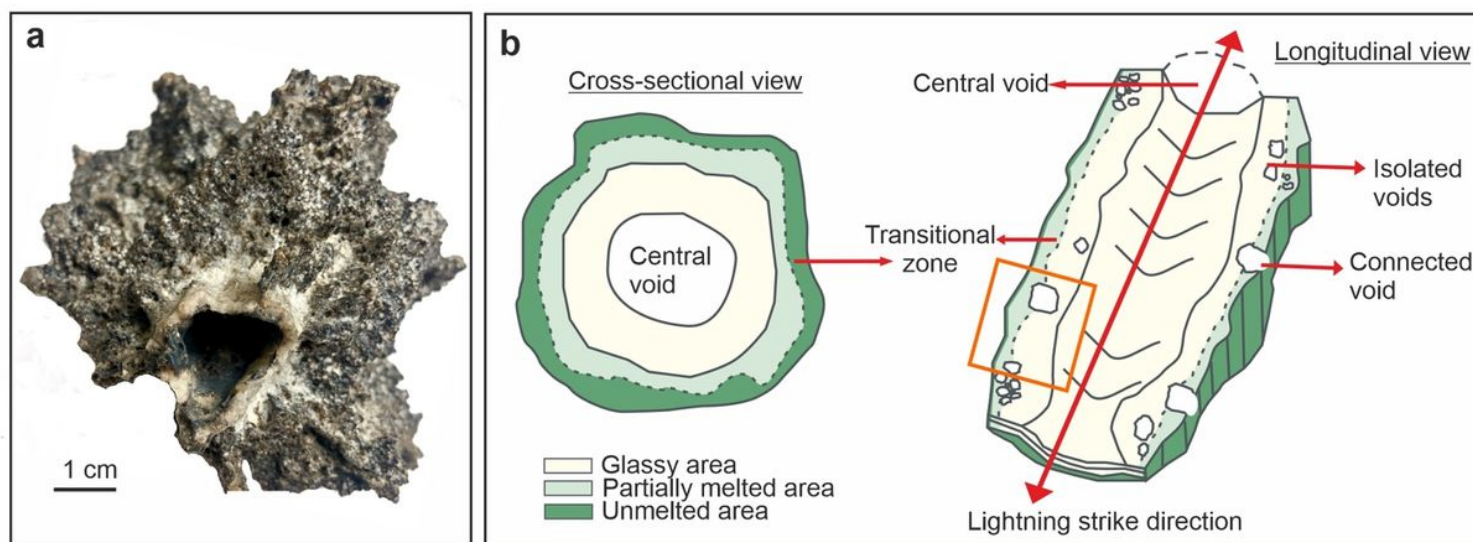 a
1 cm
b
Cross-sectional view
Central
void
Glassy area
Partially melted area
Unmelted area
Longitudinal view
Central void
Isolated
voids
Transitional
zone
Connected
void
Lightning strike direction